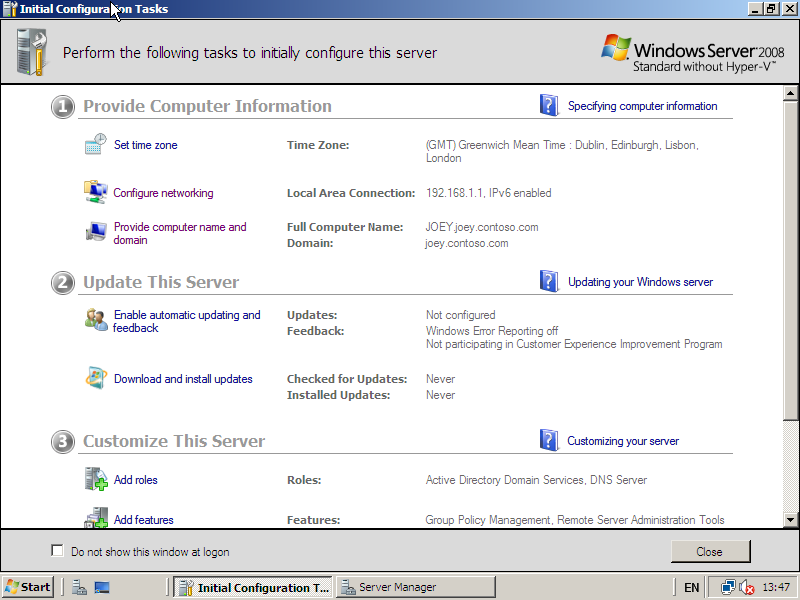 Initial Configuration Tasks
Perform the following tasks to initially configure this server
Windows Server 2008
Standard without Hyper-V™
1 Provide Computer Information
Specifying computer information
Set time zone
Time Zone:
(GMT) Greenwich Mean Time : Dublin, Edinburgh, Lisbon,
London
Configure networking
Local Area Connection:
192.168.1.1, IPv6 enabled
Provide computer name and
domain
Full Computer Name:
JOEY.joey.contoso.com
Domain:
joey.contoso.com
2 Update This Server
Updating your Windows server
Enable automatic updating and
feedback
Updates:
Not configured
Feedback:
Windows Error Reporting off
Not participating in Customer Experience Improvement Program
Download and install updates
Checked for Updates:
Never
Installed Updates:
Never
3 Customize This Server
Customizing your server
Add roles
Roles:
Active Directory Domain Services, DNS Server
Add features
Features:
Group Policy Management, Remote Server Administration Tools
Do not show this window at logon
Close
Start
Initial Configuration T...
Server Manager
EN
13:47